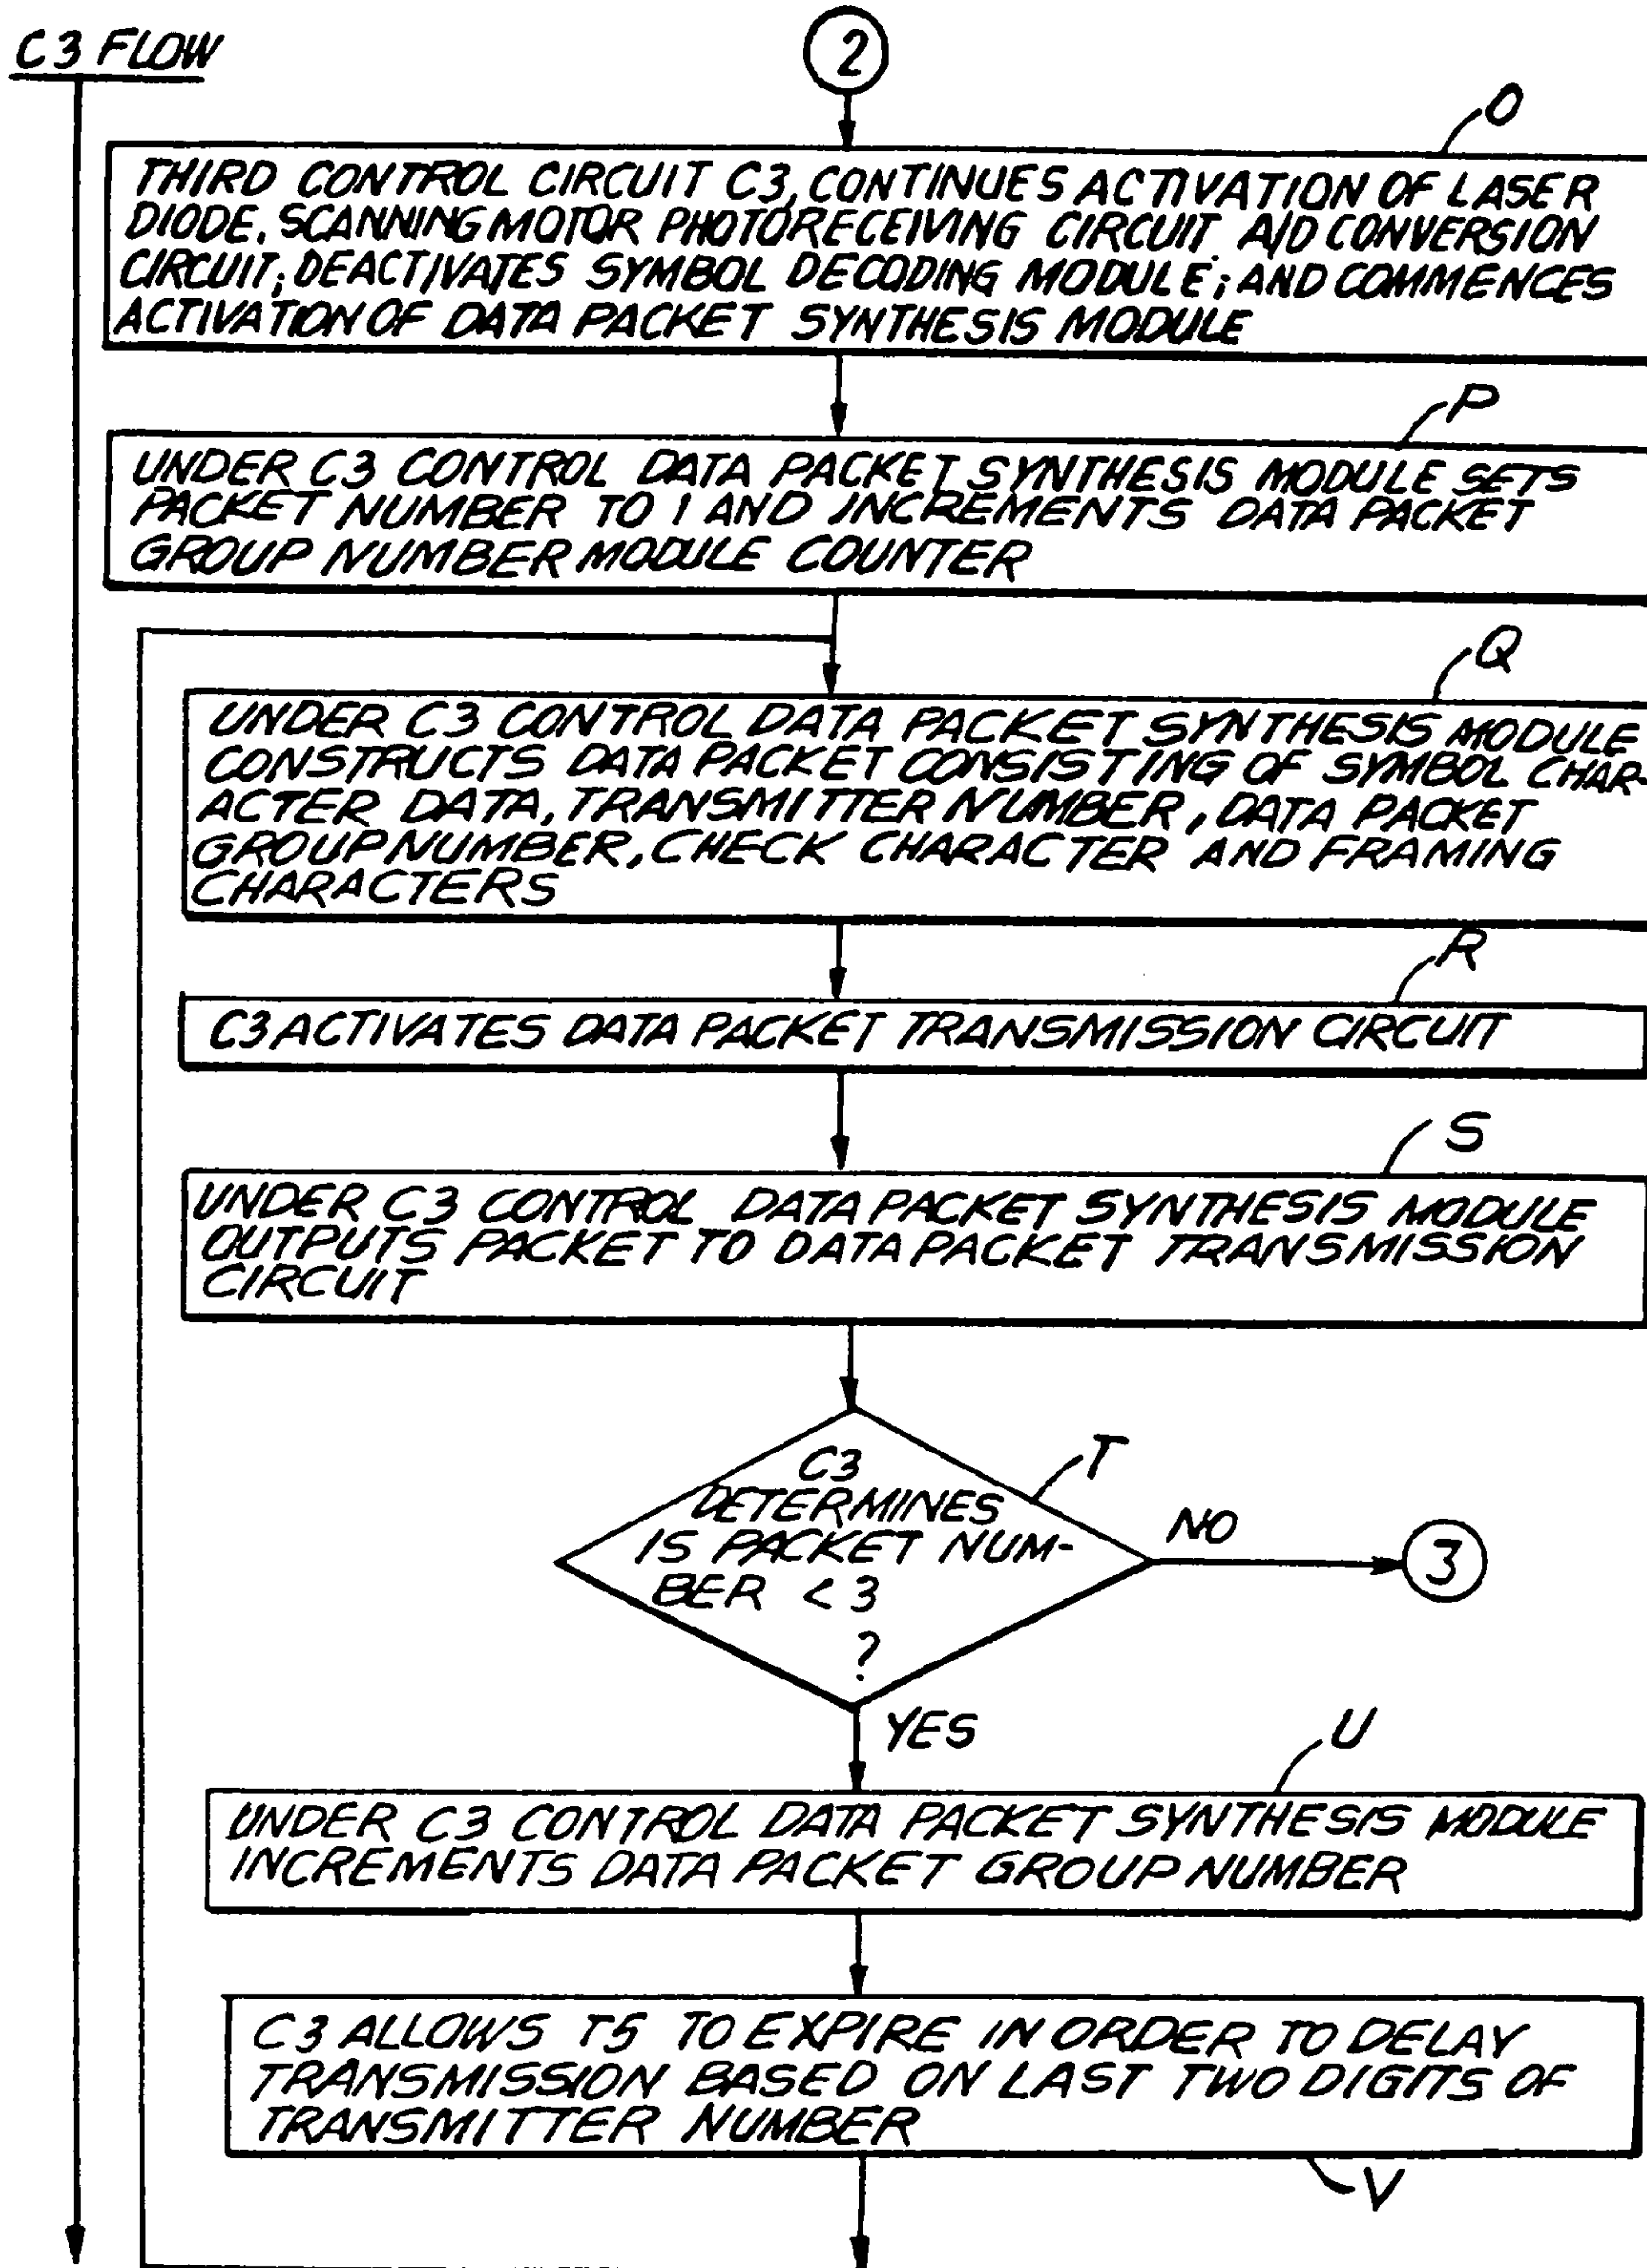 C3 FLOW
2
O
THIRD CONTROL CIRCUIT C3, CONTINUES ACTIVATION OF LASER
DIODE, SCANNING MOTOR PHOTORECEIVING CIRCUIT. A/D CONVERSION
CIRCUIT; DEACTIVATES SYMBOL DECODING MODULE; AND COMMENCES
ACTIVATION OF DATA PACKET SYNTHESIS MODULE
P
UNDER C3 CONTROL DATA PACKET SYNTHESIS MODULE SETS
PACKET NUMBER TO 1 AND INCREMENTS DATA PACKET
GROUP NUMBER MODULE COUNTER
Q
UNDER C3 CONTROL DATA PACKET SYNTHESIS MODULE
CONSTRUCTS DATA PACKET CONSISTING OF SYMBOL CHAR-
ACTER DATA, TRANSMITTER NUMBER, DATA PACKET
GROUP NUMBER, CHECK CHARACTER AND FRAMING
CHARACTERS
R
C3 ACTIVATES DATA PACKET TRANSMISSION CIRCUIT
S
UNDER C3 CONTROL DATA PACKET SYNTHESIS MODULE
OUTPUTS PACKET TO DATA PACKET TRANSMISSION
CIRCUIT
T
C3
DETERMINES
IS PACKET NUM-
BER < 3
?
NO
3
YES
U
UNDER C3 CONTROL DATA PACKET SYNTHESIS MODULE
INCREMENTS DATA PACKET GROUP NUMBER
C3 ALLOWS T5 TO EXPIRE IN ORDER TO DELAY
TRANSMISSION BASED ON LAST TWO DIGITS OF
TRANSMITTER NUMBER
V